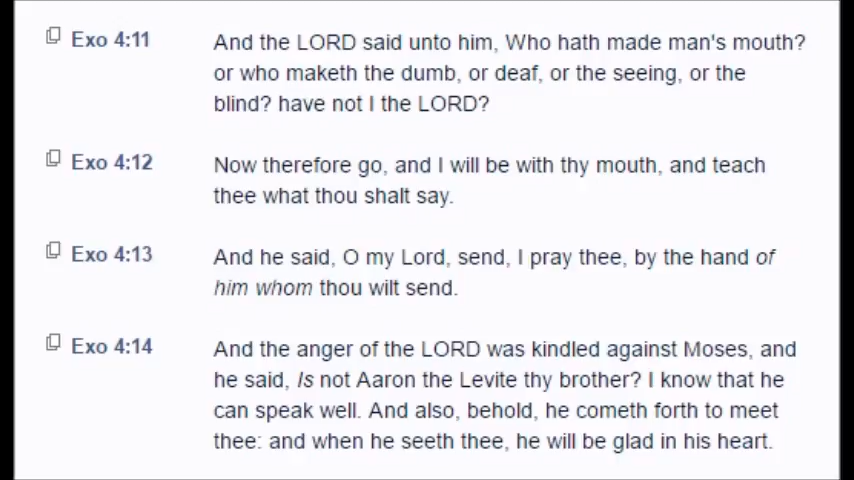 Exo 4:11 And the LORD said unto him, Who hath made man's mouth?
or who maketh the dumb, or deaf, or the seeing, or the
blind? have not I the LORD?
Exo 4:12 Now therefore go, and I will be with thy mouth, and teach
thee what thou shalt say.
Exo 4:13 And he said, O my Lord, send, I pray thee, by the hand of
him whom thou wilt send.
Exo 4:14 And the anger of the LORD was kindled against Moses, and
he said, Is not Aaron the Levite thy brother? I know that he
can speak well. And also, behold, he cometh forth to meet
thee: and when he seeth thee, he will be glad in his heart.